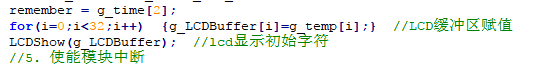 remember = g_time[2];
for(i=0;i<32;i++)  {g_LCDBuffer[i]=g_temp[i];}  //LCD缓冲区赋值
LCDShow(g_LCDBuffer);  //lcd显示初始字符
//5. 使能模块中断